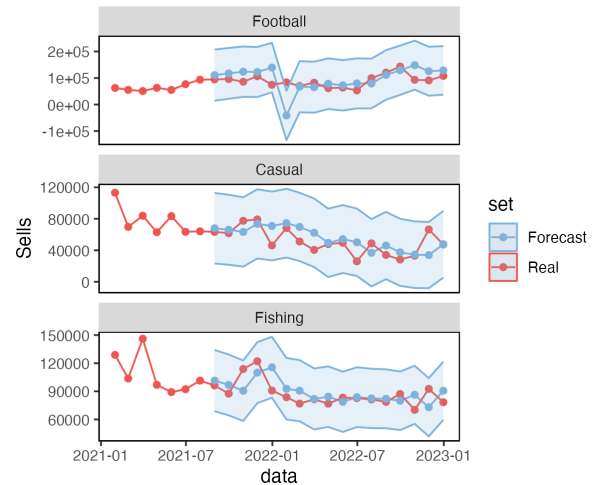 Football
2e+05
1e+05
0e+00
-1e+05
Casual
120000
80000
40000
0
Fishing
150000
120000
90000
60000
2021-01 2021-07 2022-01 2022-07 2023-01
data
Sells
set
Forecast
Real